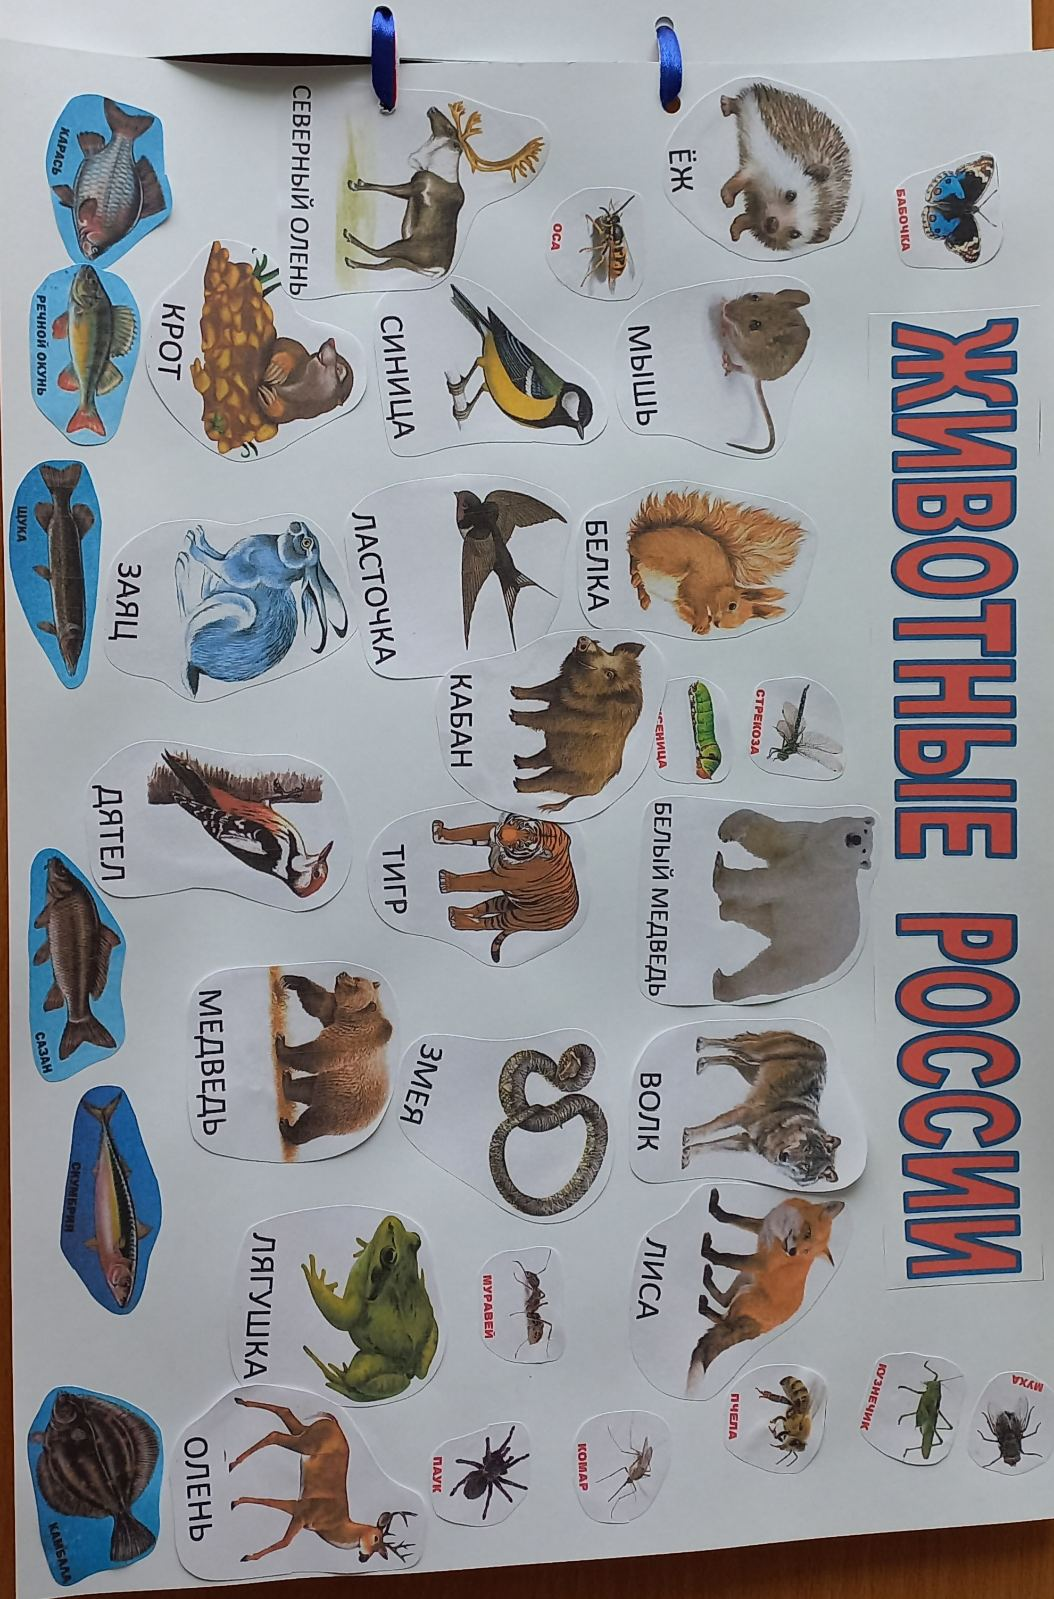 ЖИВОТНЫЕ РОССИИ
БАБОЧКА
МУХА
КУЗНЕЧИК
ЁЖ
МЫШЬ
БЕЛКА
СТРЕКОЗА
СЕНИЦА
БЕЛЫЙ МЕДВЕДЬ
ВОЛК
ЛИСА
ПЧЕЛА
ОСА
КОМАР
СЕВЕРНЫЙ ОЛЕНЬ
СИНИЦА
ЛАСТОЧКА
КАБАН
ТИГР
ЗМЕЯ
МУРАВЕЙ
ПАУК
КРОТ
ЗАЯЦ
ДЯТЕЛ
МЕДВЕДЬ
ЛЯГУШКА
ОЛЕНЬ
КАРАСЬ
РЕЧНОЙ ОКУНЬ
ЩУКА
САЗАН
СКУМБРИЯ
КАМБАЛА